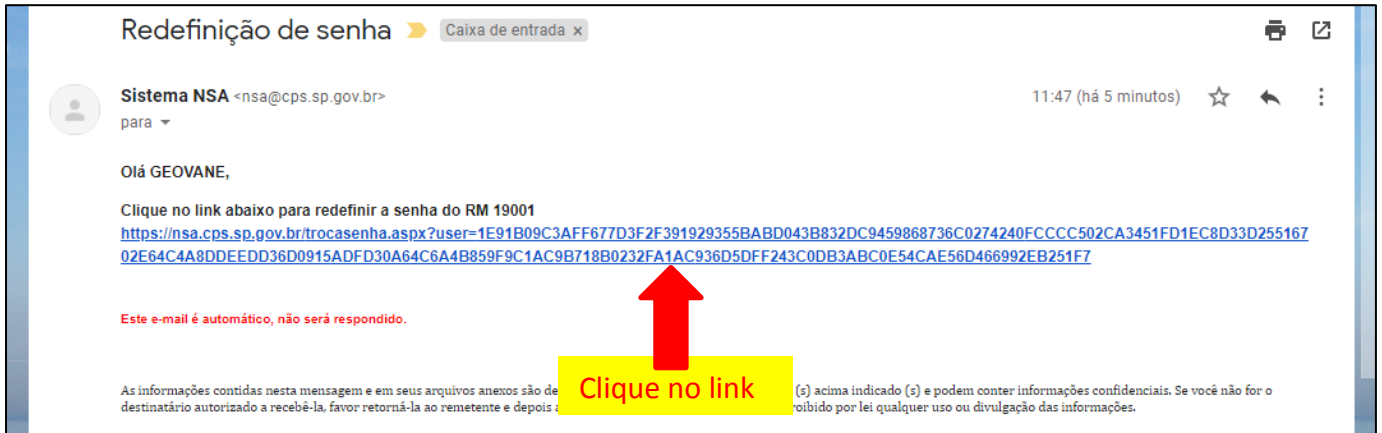 Redefinição de senha Caixa de entrada x
Sistema NSA <nsa@cps.sp.gov.br> 11:47 (há 5 minutos)
para
Olá GEOVANE,
Clique no link abaixo para redefinir a senha do RM 19001
https://nsa.cps.sp.gov.br/trocasenha.aspx?user=1E91B09C3AFF677D3F2F391929355BABD043B832DC9459868736C0274240FCCCC502CA3451FD1EC8D33D255167
02E64C4A8DDEEDD36D0915ADFD30A64C6A4B859F9C1AC9B718B0232FA1AC936D5DFF243C0DB3ABC0E54CAE56D466992EB251F7
Este e-mail é automático, não será respondido.
Clique no link
As informações contidas nesta mensagem e em seus arquivos anexos são de (s) acima indicado (s) e podem conter informações confidenciais. Se você não for o
destinatário autorizado a recebê-la, favor retorná-la ao remetente e depois a oibido por lei qualquer uso ou divulgação das informações.